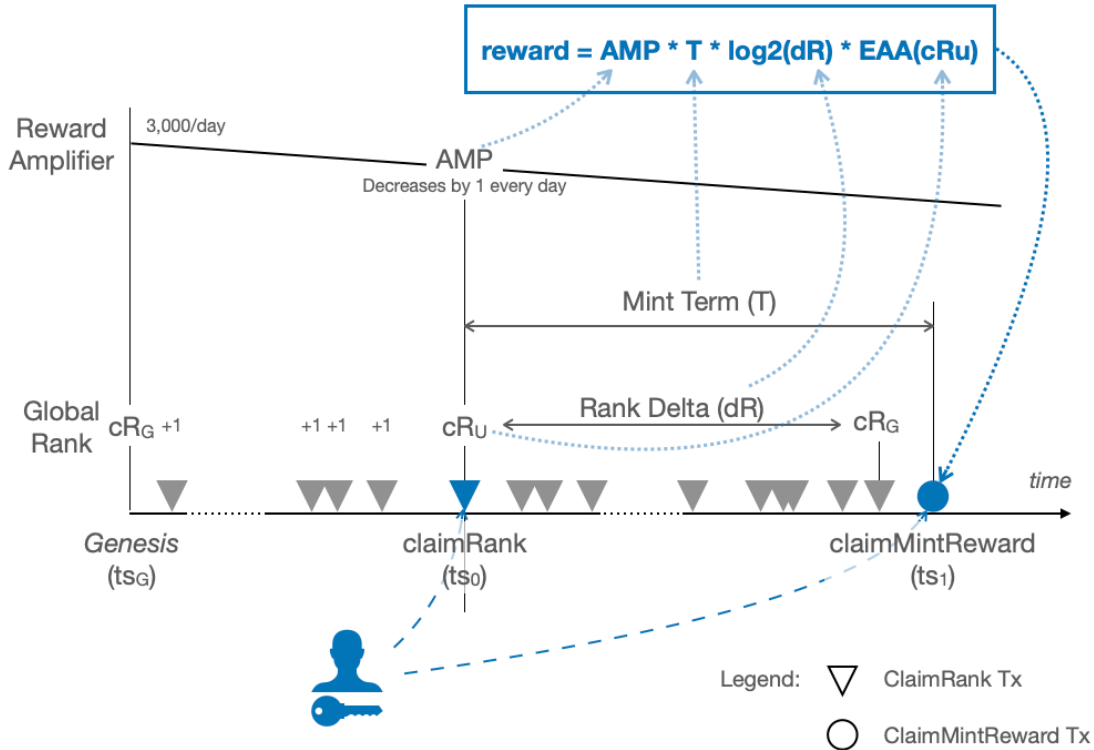 reward = AMP * T * log2(dR) * EAA(cRu)
Reward
Amplifier
3,000/day
AMP
Decreases by 1 every day
Mint Term (T)
Global
Rank
cRG +1 +1 +1 +1 cRU Rank Delta (dR) cRG
time
Genesis
(tsG)
claimRank
(ts0)
claimMintReward
(ts1)
Legend: ClaimRank Tx
ClaimMintReward Tx